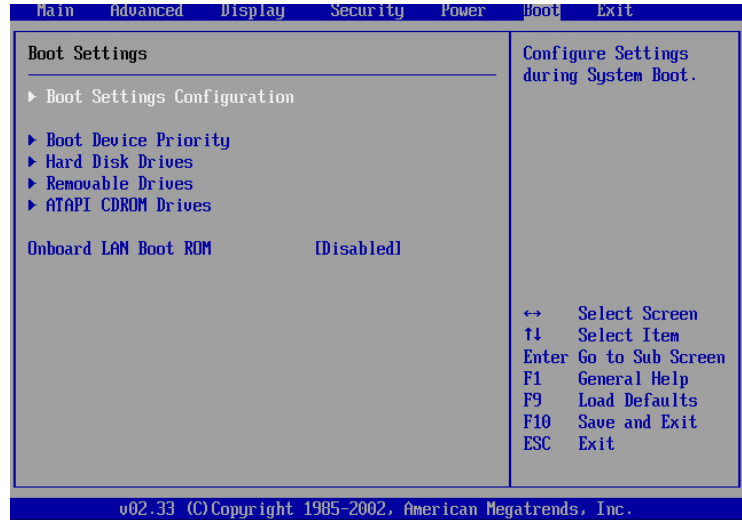 Main Advanced Display Security Power Boot Exit
Boot Settings
▶ Boot Settings Configuration
▶ Boot Device Priority
▶ Hard Disk Drives
▶ Removable Drives
▶ ATAPI CDROM Drives
Onboard LAN Boot ROM [Disabled]
Configure Settings
during System Boot.
↔ Select Screen
↑↓ Select Item
Enter Go to Sub Screen
F1 General Help
F9 Load Defaults
F10 Save and Exit
ESC Exit
v02.33 (C)Copyright 1985-2002, American Megatrends, Inc.